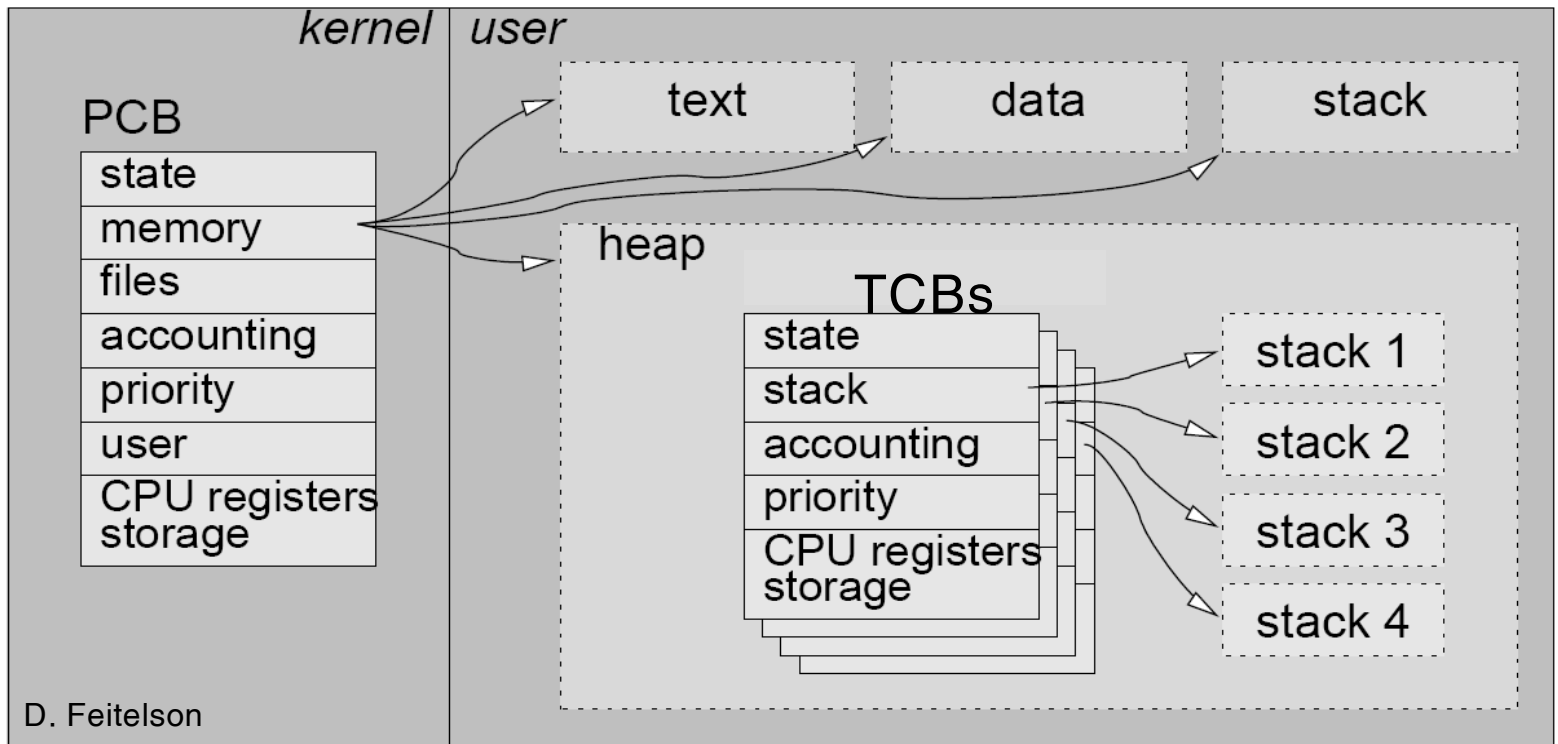 kernel
user
text
data
stack
PCB
state
memory
files
accounting
priority
user
CPU registers
storage
heap
TCBs
state
stack
accounting
priority
CPU registers
storage
stack 1
stack 2
stack 3
stack 4
D. Feitelson